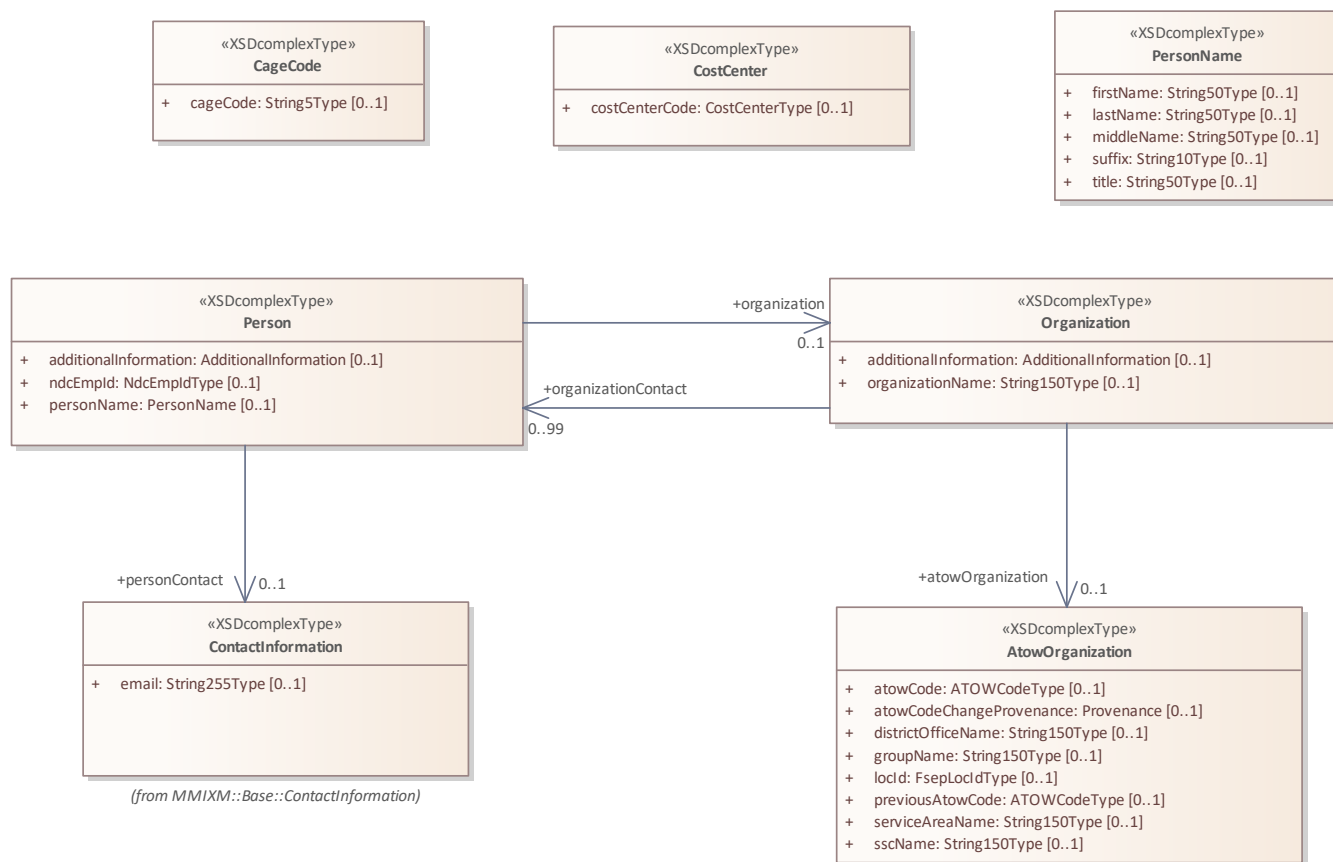 «XSDcomplexType»
CageCode
+ cageCode: String5Type [0..1]
«XSDcomplexType»
CostCenter
+ costCenterCode: CostCenterType [0..1]
«XSDcomplexType»
PersonName
+ firstName: String50Type [0..1]
+ lastName: String50Type [0..1]
+ middleName: String50Type [0..1]
+ suffix: String10Type [0..1]
+ title: String50Type [0..1]
«XSDcomplexType»
Person
+ additionalInformation: AdditionalInformation [0..1]
+ ndcEmpId: NdcEmpIdType [0..1]
+ personName: PersonName [0..1]
+organization
0..1
+organizationContact
0..99
«XSDcomplexType»
Organization
+ additionalInformation: AdditionalInformation [0..1]
+ organizationName: String150Type [0..1]
+personContact
0..1
+atowOrganization
0..1
«XSDcomplexType»
ContactInformation
+ email: String255Type [0..1]
(from MMIXM::Base::ContactInformation)
«XSDcomplexType»
AtowOrganization
+ atowCode: ATOWCodeType [0..1]
+ atowCodeChangeProvenance: Provenance [0..1]
+ districtOfficeName: String150Type [0..1]
+ groupName: String150Type [0..1]
+ locId: FsepLocIdType [0..1]
+ previousAtowCode: ATOWCodeType [0..1]
+ serviceAreaName: String150Type [0..1]
+ sscName: String150Type [0..1]